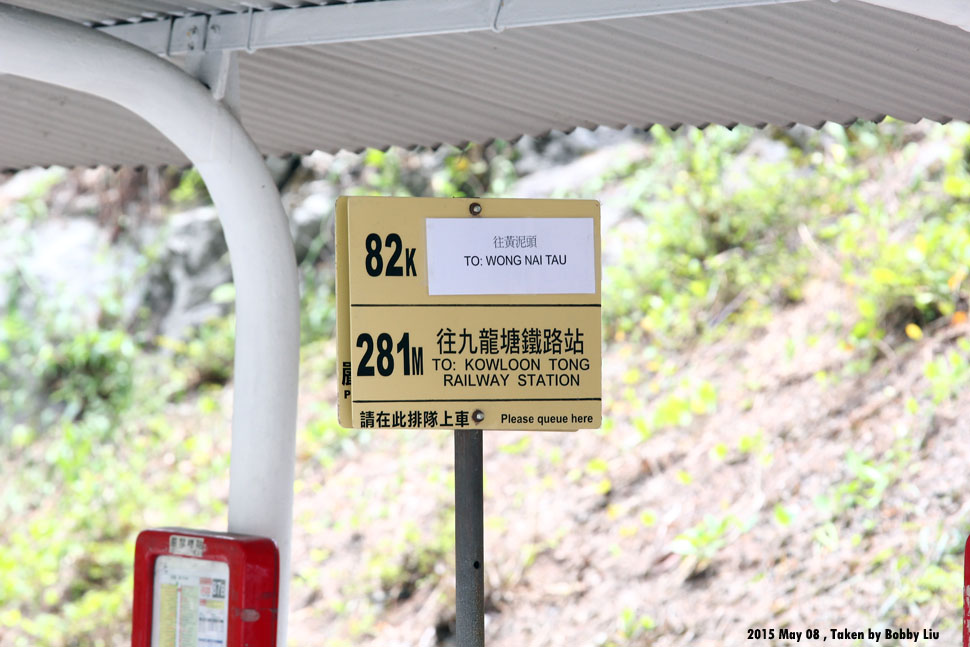 82K
往黃泥頭
TO: WONG NAI TAU
281M
往九龍塘鐵路站
TO: KOWLOON TONG
RAILWAY STATION
請在此排隊上車
Please queue here
2015 May 08 , Taken by Bobby Liu